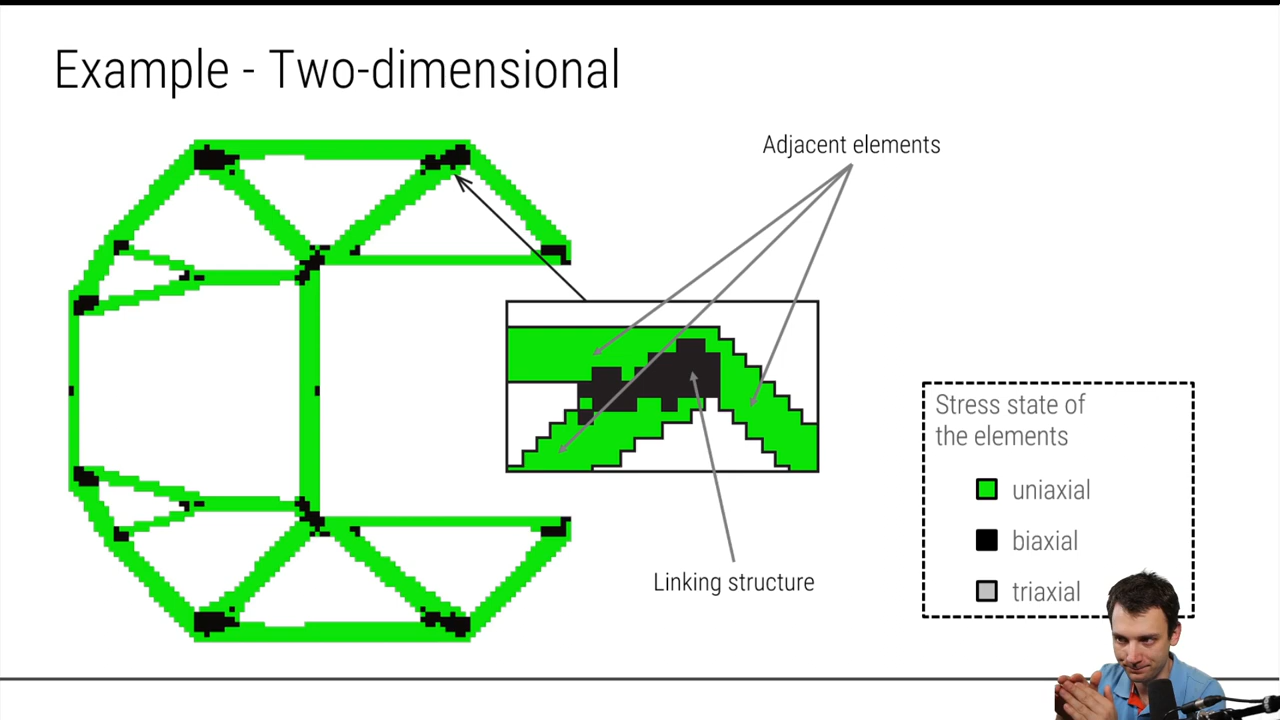 Example - Two-dimensional
Adjacent elements
Linking structure
Stress state of
the elements
uniaxial
biaxial
triaxial